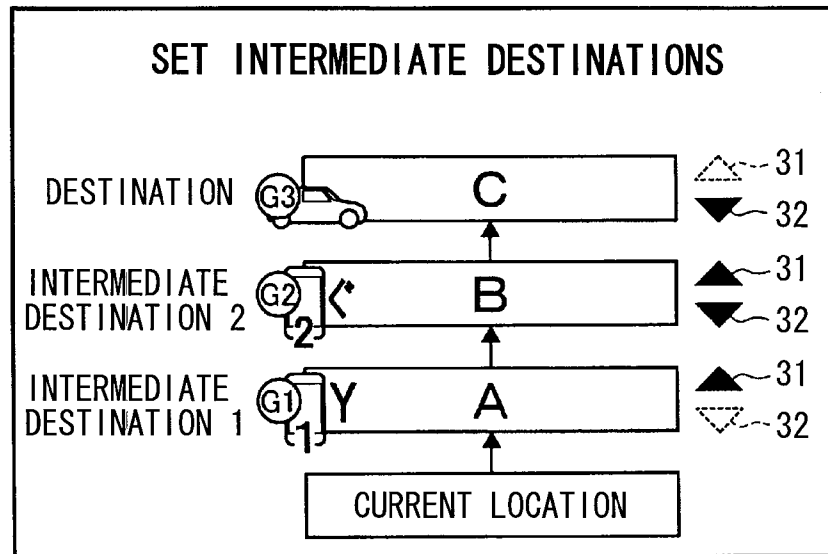 SET INTERMEDIATE DESTINATIONS
DESTINATION G3 C 31
32
INTERMEDIATE
DESTINATION 2 G2 2 ぐ B 31
32
INTERMEDIATE
DESTINATION 1 G1 1 Y A 31
32
CURRENT LOCATION